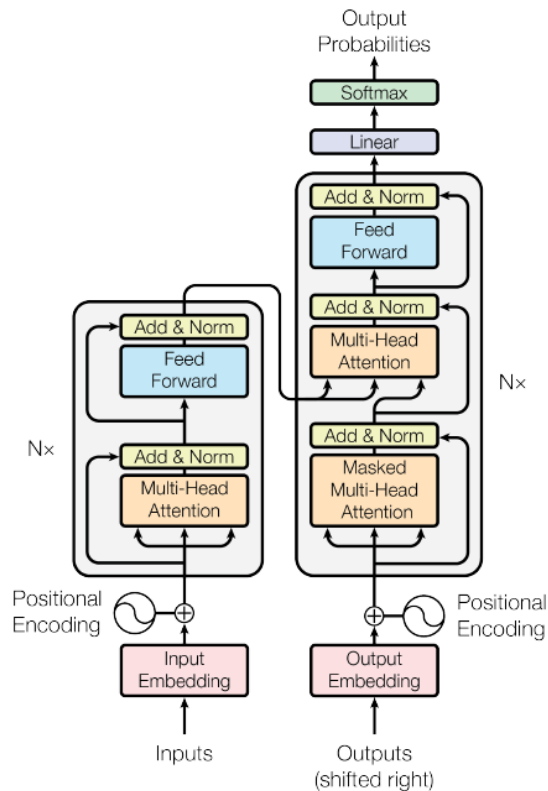 Output
Probabilities
Softmax
Linear
Add & Norm
Feed
Forward
Add & Norm
Multi-Head
Attention
Add & Norm
Masked
Multi-Head
Attention
N×
Add & Norm
Feed
Forward
Add & Norm
Multi-Head
Attention
N×
Positional
Encoding
Positional
Encoding
Input
Embedding
Output
Embedding
Inputs
Outputs
(shifted right)